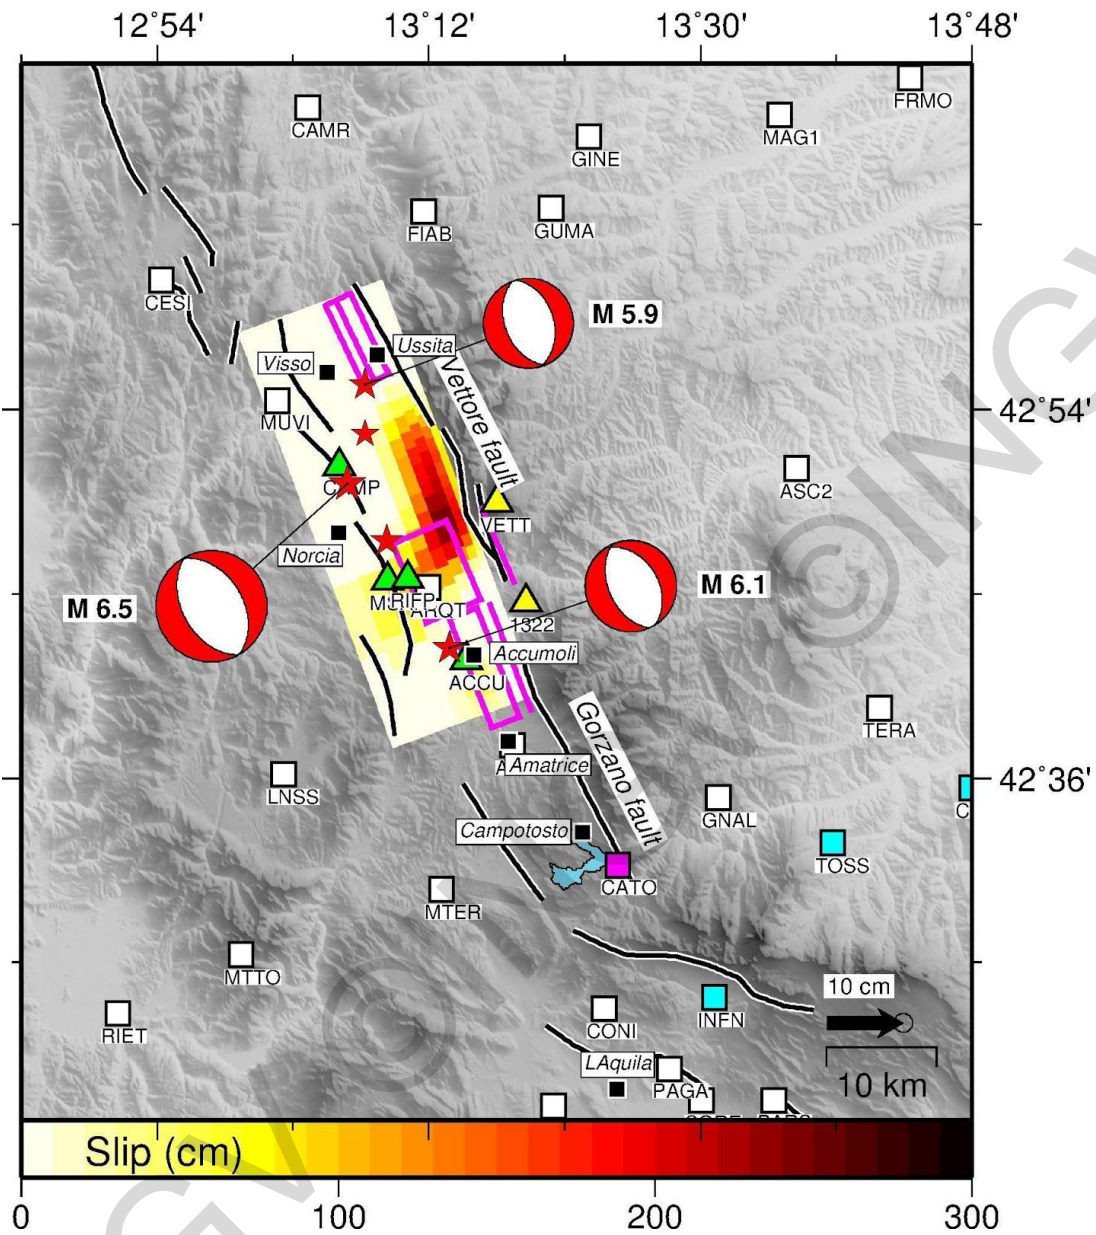 12°54'
13°12'
13°30'
13°48'
FRMO
CAMR
MAG1
GINE
FIAB
GUMA
CESI
M 5.9
Ussita
Visso
MUVI
Vettore fault
42°54'
ASC2
VETT
Norcia
M 6.5
RIFP
ARQT
M 6.1
1322
Accumoli
ACCU
TERA
Gorzano fault
Amatrice
42°36'
LNSS
GNAL
Campotosto
TOSS
CATO
MTER
MTTO
10 cm
INFN
CONI
RIET
LAquila
PAGA
10 km
Slip (cm)
0
100
200
300
© INGV